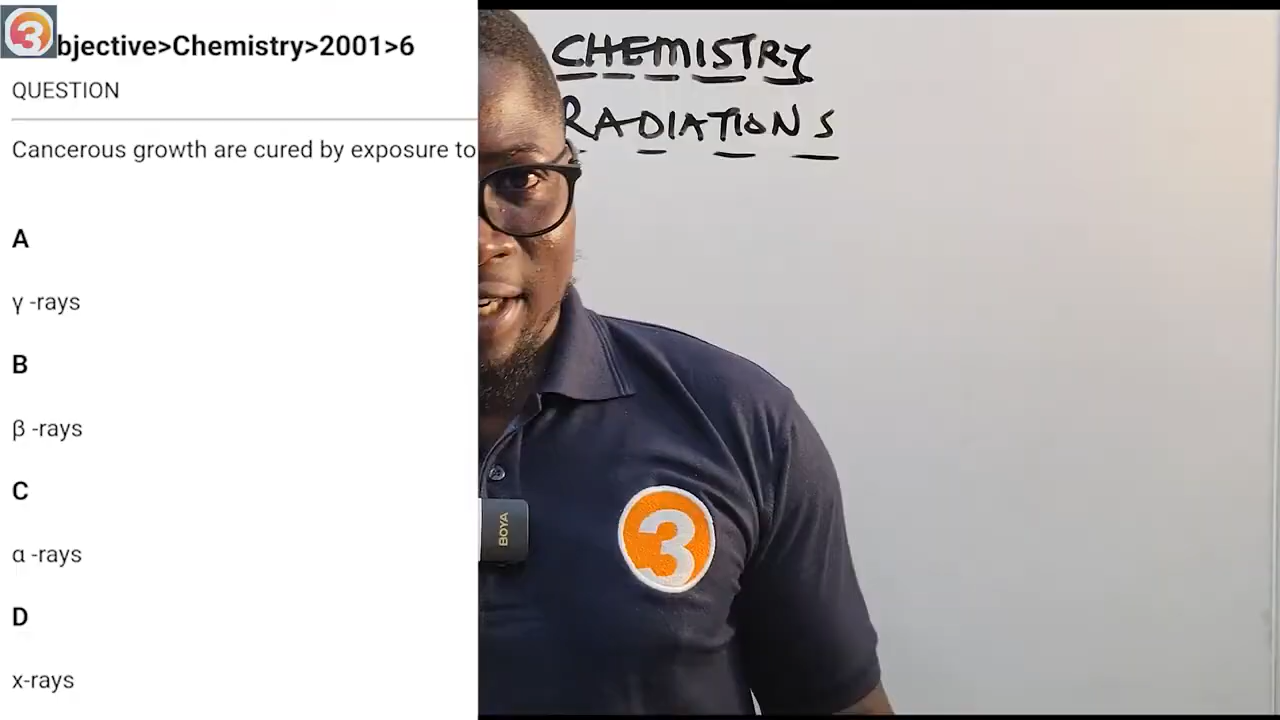 3
bjective>Chemistry>2001>6
QUESTION
Cancerous growth are cured by exposure to
A
γ -rays
B
β -rays
C
α -rays
D
x-rays
CHEMISTRY
RADIATIONS
BOYA
3